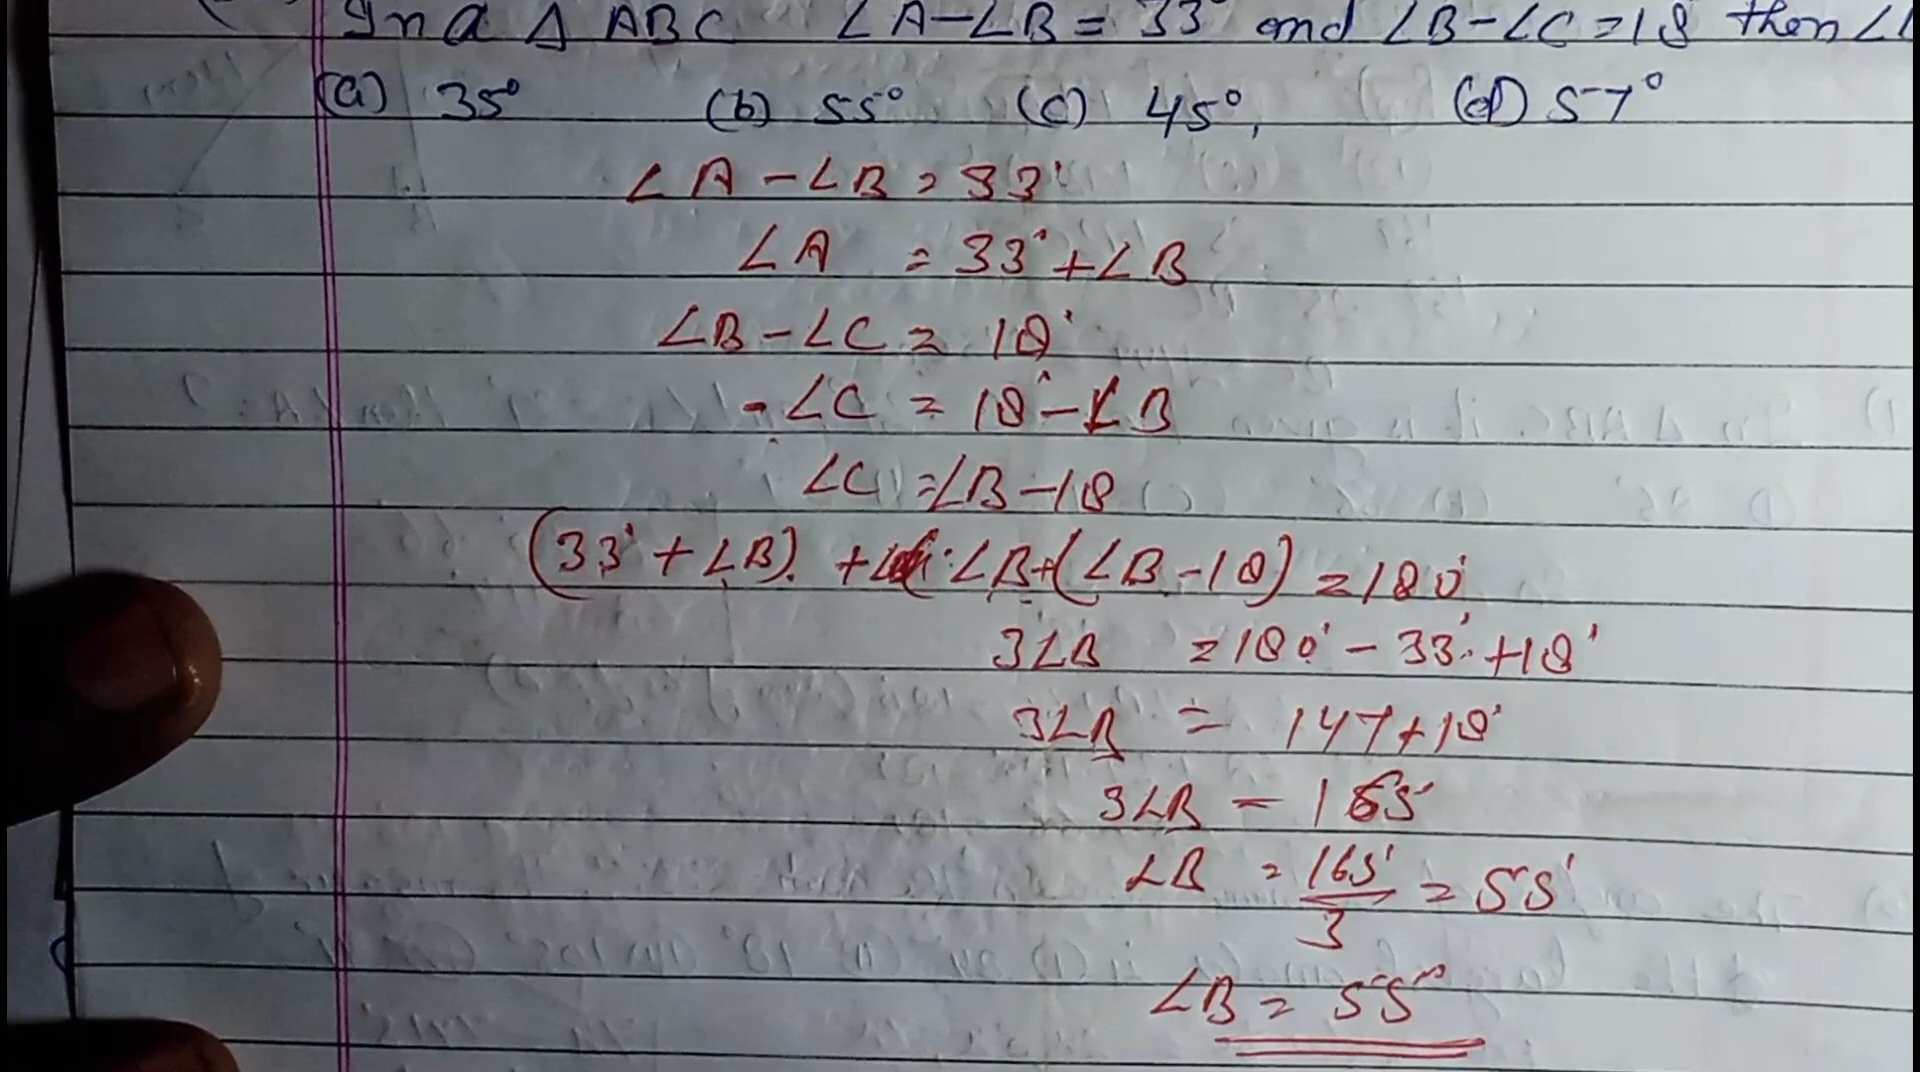 In a Δ ABC ∠A-∠B = 33° and ∠B-∠C = 18 then ∠
(a) 35° (b) 55° (c) 45°, (d) 57°
∠A - ∠B = 33°
∠A = 33° + ∠B
∠B - ∠C = 18°
- ∠C = 18° - ∠B
∠C = ∠B - 18
(33° + ∠B) + ∠B + (∠B - 18) = 180°
3∠B = 180° - 33° + 18°
3∠B = 147 + 18°
3∠B = 165°
∠B = 165°/3 = 55°
∠B = 55°